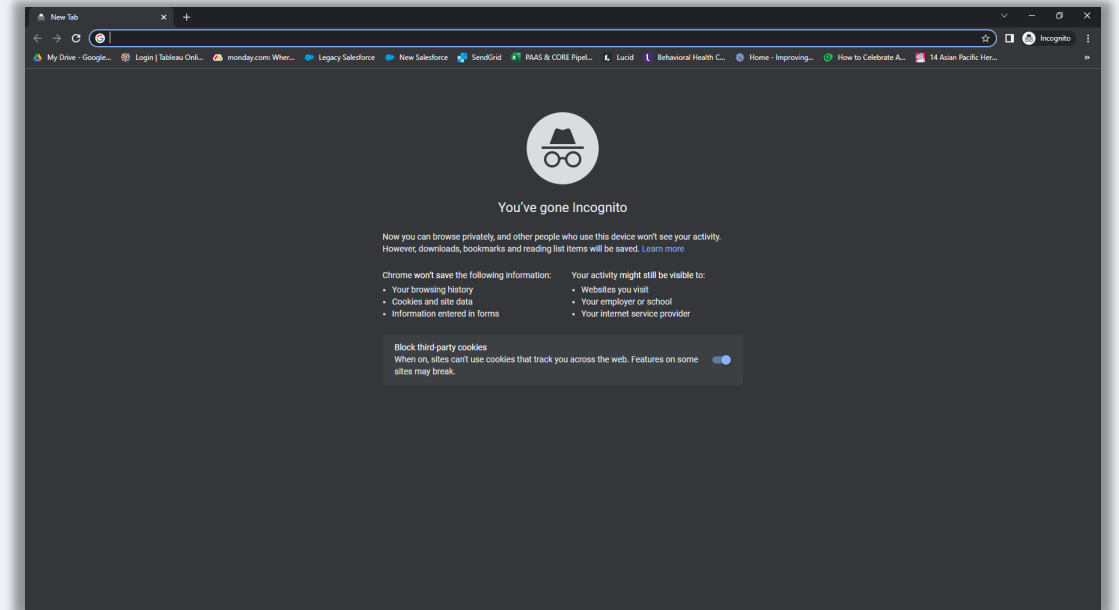 New Tab
Incognito
My Drive - Google... Login | Tableau Onli... monday.com: Wher... Legacy Salesforce New Salesforce SendGrid PAAS & CORE Pipel... Lucid Behavioral Health C... Home - Improving... How to Celebrate A... 14 Asian Pacific Her... »
You've gone Incognito
Now you can browse privately, and other people who use this device won't see your activity.
However, downloads, bookmarks and reading list items will be saved. Learn more
Chrome won't save the following information:
• Your browsing history
• Cookies and site data
• Information entered in forms
Your activity might still be visible to:
• Websites you visit
• Your employer or school
• Your internet service provider
Block third-party cookies
When on, sites can't use cookies that track you across the web. Features on some
sites may break.